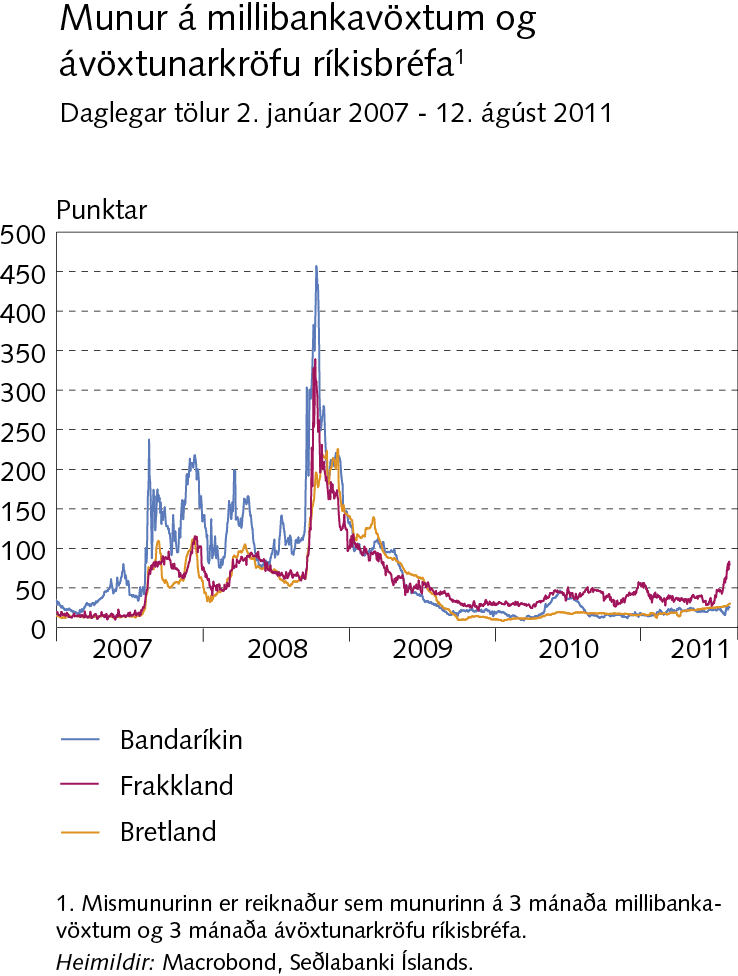 Munur á millibankavöxtum og
ávöxtunarkröfu ríkisbréfa¹
Daglegar tölur 2. janúar 2007 - 12. ágúst 2011
Punktar
500
450
400
350
300
250
200
150
100
50
0
2007 2008 2009 2010 2011
Bandaríkin
Frakkland
Bretland
1. Mismunurinn er reiknaður sem munurinn á 3 mánaða millibanka-
vöxtum og 3 mánaða ávöxtunarkröfu ríkisbréfa.
Heimildir: Macrobond, Seðlabanki Íslands.